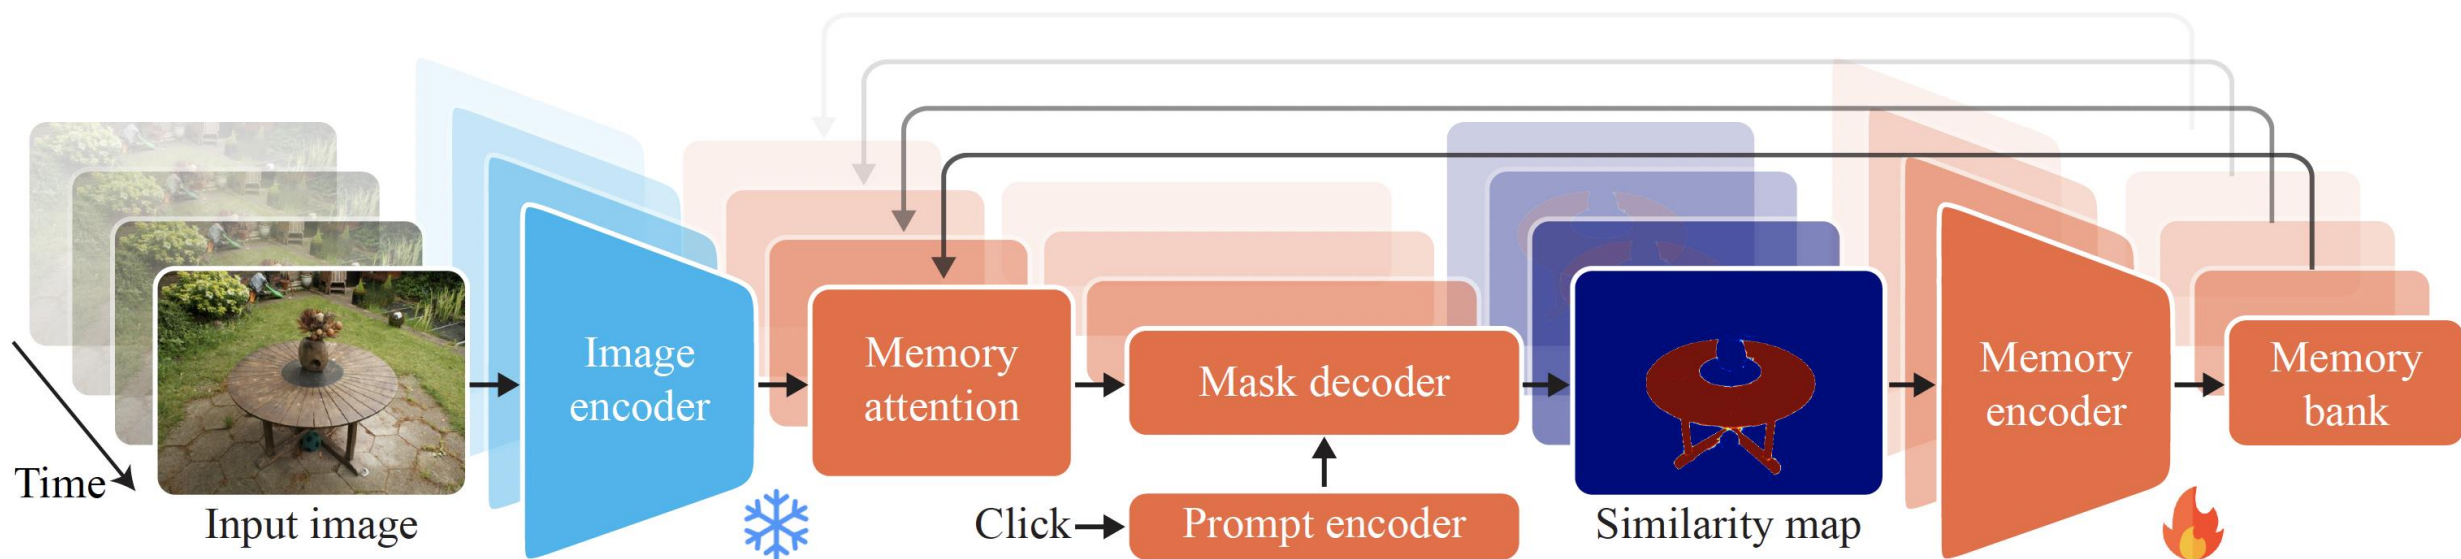 Time
Input image
Image
encoder
Memory
attention
Mask decoder
Click
Prompt encoder
Similarity map
Memory
encoder
Memory
bank